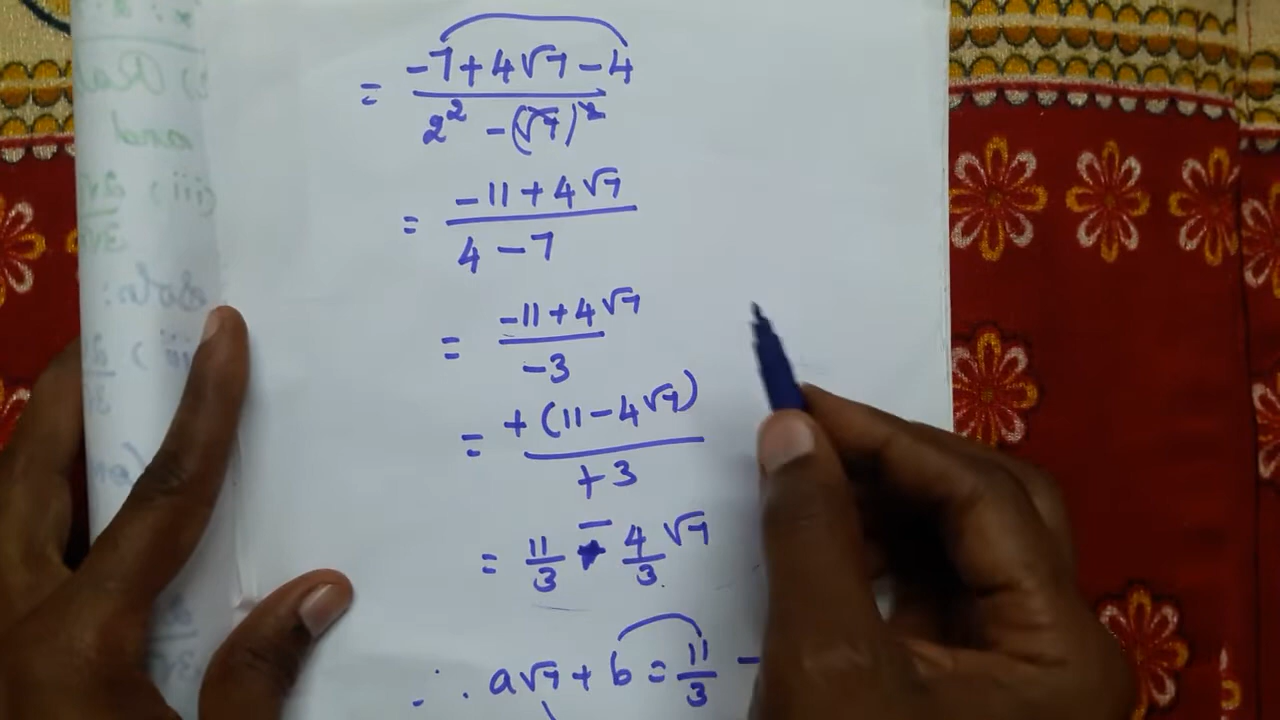 = (-7 + 4√7 - 4) / (2² - (√7)²)
= (-11 + 4√7) / (4 - 7)
= (-11 + 4√7) / (-3)
= +(11 - 4√7) / (+3)
= 11/3 - 4/3 √7
∴ a√7 + b = 11/3 -